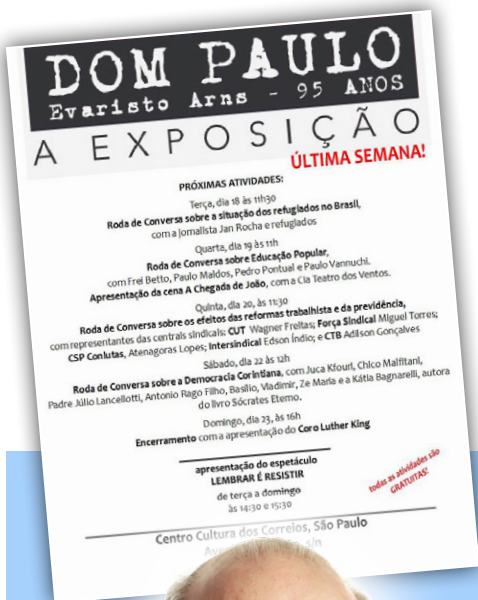 DOM PAULO
Evaristo Arns - 95 ANOS
A EXPOSIÇÃO
ÚLTIMA SEMANA!
PRÓXIMAS ATIVIDADES:
Terça, dia 18 às 11h30
Roda de Conversa sobre a situação dos refugiados no Brasil,
com a jornalista Jan Rocha e refugiados
Quarta, dia 19 às 11h
Roda de Conversa sobre Educação Popular,
com Frei Betto, Paulo Maldos, Pedro Pontual e Paulo Vannuchi.
Apresentação da cena A Chegada de João, com a Cia Teatro dos Ventos.
Quinta, dia 20, às 11:30
Roda de Conversa sobre os efeitos das reformas trabalhista e da previdência,
com representantes das centrais sindicais: CUT Wagner Freitas; Força Sindical Miguel Torres;
CSP Conlutas, Atenagoras Lopes; Intersindical Edson Índio; e CTB Adilson Gonçalves
Sábado, dia 22 às 12h
Roda de Conversa sobre a Democracia Corintiana, com Juca Kfouri, Chico Malfitani,
Padre Júlio Lancellotti, Antonio Rago Filho, Basílio, Vladimir, Ze Maria e a Kátia Bagnarelli, autora
do livro Sócrates Eterno.
Domingo, dia 23, às 16h
Encerramento com a apresentação do Coro Luther King
apresentação do espetáculo
LEMBRAR É RESISTIR
de terça a domingo
às 14:30 e 15:30
todas as atividades são
GRATUITAS!
Centro Cultura dos Correios, São Paulo
s/n